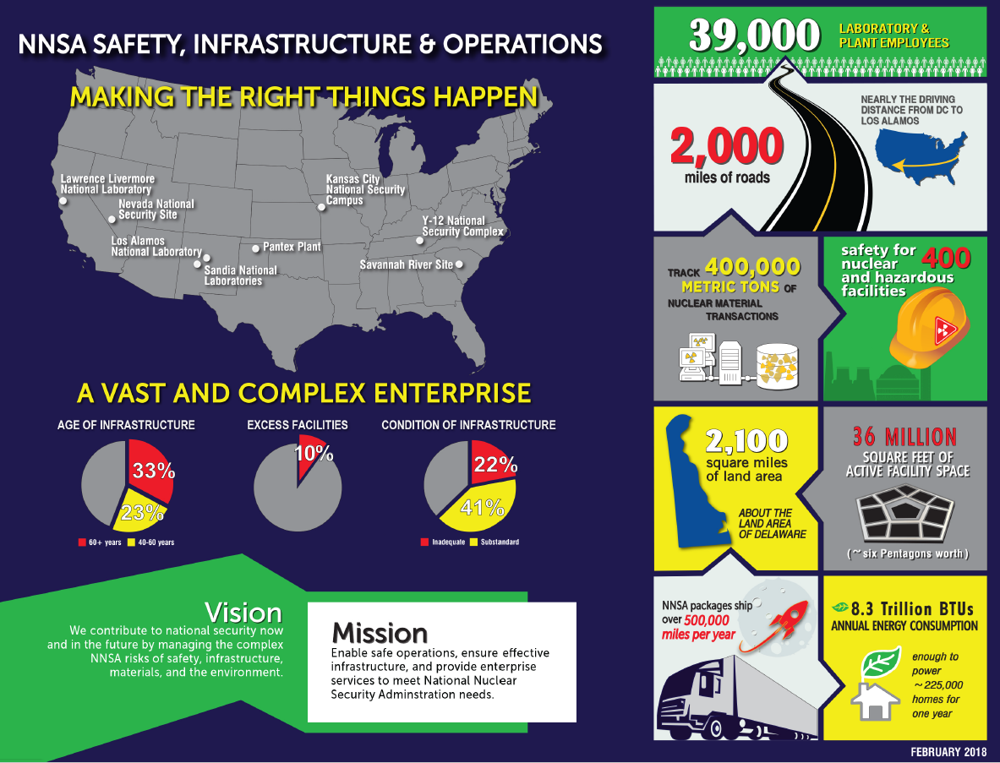 NNSA SAFETY, INFRASTRUCTURE & OPERATIONS
MAKING THE RIGHT THINGS HAPPEN
Lawrence Livermore
National Laboratory
Nevada National
Security Site
Los Alamos
National Laboratory
Sandia National
Laboratories
Pantex Plant
Kansas City
National Security
Campus
Y-12 National
Security Complex
Savannah River Site
A VAST AND COMPLEX ENTERPRISE
AGE OF INFRASTRUCTURE
33%
23%
60+ years
40-60 years
EXCESS FACILITIES
10%
CONDITION OF INFRASTRUCTURE
22%
41%
Inadequate
Substandard
Vision
We contribute to national security now
and in the future by managing the complex
NNSA risks of safety, infrastructure,
materials, and the environment.
Mission
Enable safe operations, ensure effective
infrastructure, and provide enterprise
services to meet National Nuclear
Security Adminstration needs.
39,000
LABORATORY &
PLANT EMPLOYEES
2,000
miles of roads
NEARLY THE DRIVING
DISTANCE FROM DC TO
LOS ALAMOS
TRACK 400,000
METRIC TONS OF
NUCLEAR MATERIAL
TRANSACTIONS
safety for 400
nuclear
and hazardous
facilities
2,100
square miles
of land area
ABOUT THE
LAND AREA
OF DELAWARE
36 MILLION
SQUARE FEET OF
ACTIVE FACILITY SPACE
(~six Pentagons worth)
NNSA packages ship
over 500,000
miles per year
8.3 Trillion BTUs
ANNUAL ENERGY CONSUMPTION
enough to
power
~225,000
homes for
one year
FEBRUARY 2018